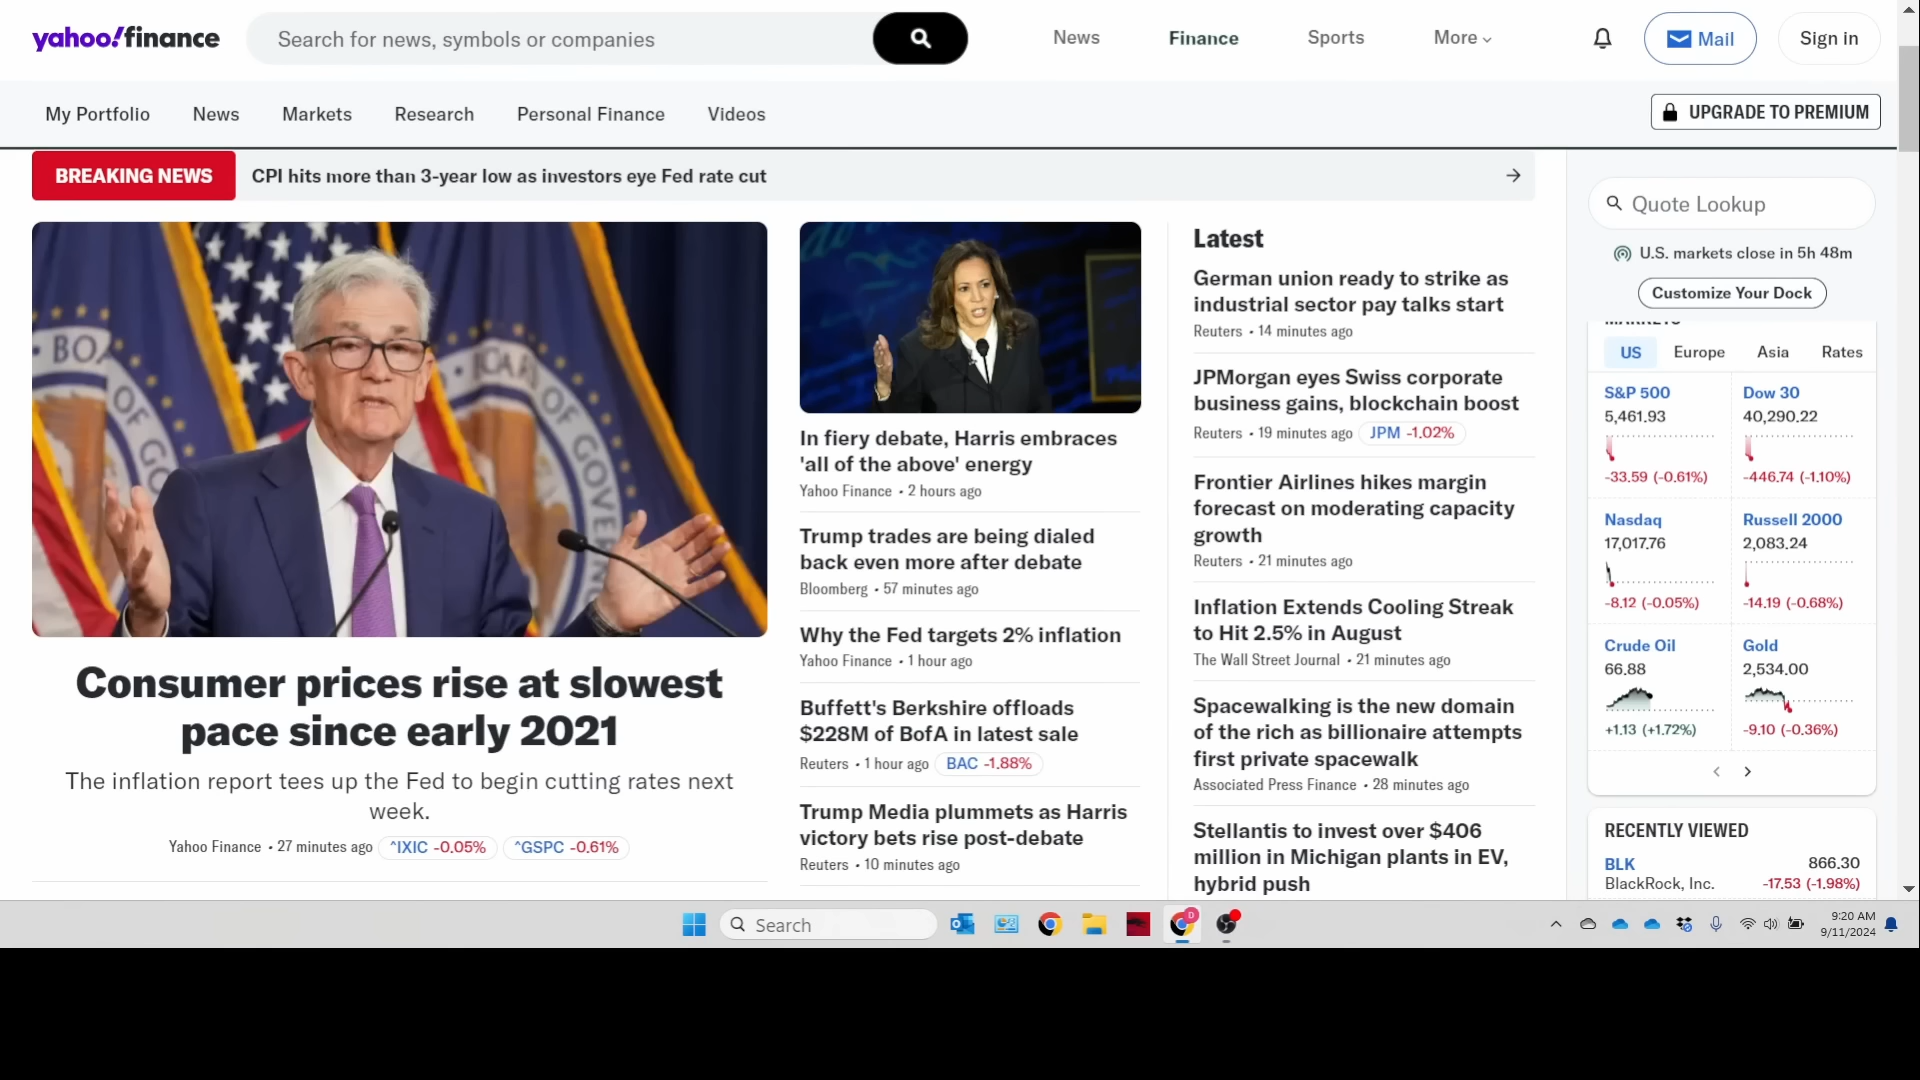 yahoo!finance
Search for news, symbols or companies
News
Finance
Sports
More
Mail
Sign in
My Portfolio
News
Markets
Research
Personal Finance
Videos
UPGRADE TO PREMIUM
BREAKING NEWS
CPI hits more than 3-year low as investors eye Fed rate cut
Consumer prices rise at slowest
pace since early 2021
The inflation report tees up the Fed to begin cutting rates next
week.
Yahoo Finance • 27 minutes ago ^IXIC -0.05% ^GSPC -0.61%
In fiery debate, Harris embraces
'all of the above' energy
Yahoo Finance • 2 hours ago
Trump trades are being dialed
back even more after debate
Bloomberg • 57 minutes ago
Why the Fed targets 2% inflation
Yahoo Finance • 1 hour ago
Buffett's Berkshire offloads
$228M of BofA in latest sale
Reuters • 1 hour ago BAC -1.88%
Trump Media plummets as Harris
victory bets rise post-debate
Reuters • 10 minutes ago
Latest
German union ready to strike as
industrial sector pay talks start
Reuters • 14 minutes ago
JPMorgan eyes Swiss corporate
business gains, blockchain boost
Reuters • 19 minutes ago JPM -1.02%
Frontier Airlines hikes margin
forecast on moderating capacity
growth
Reuters • 21 minutes ago
Inflation Extends Cooling Streak
to Hit 2.5% in August
The Wall Street Journal • 21 minutes ago
Spacewalking is the new domain
of the rich as billionaire attempts
first private spacewalk
Associated Press Finance • 28 minutes ago
Stellantis to invest over $406
million in Michigan plants in EV,
hybrid push
Quote Lookup
U.S. markets close in 5h 48m
Customize Your Dock
MARKETS
US Europe Asia Rates
S&P 500
5,461.93
-33.59 (-0.61%)
Dow 30
40,290.22
-446.74 (-1.10%)
Nasdaq
17,017.76
-8.12 (-0.05%)
Russell 2000
2,083.24
-14.19 (-0.68%)
Crude Oil
66.88
+1.13 (+1.72%)
Gold
2,534.00
-9.10 (-0.36%)
RECENTLY VIEWED
BLK 866.30
BlackRock, Inc. -17.53 (-1.98%)
Search
9:20 AM
9/11/2024